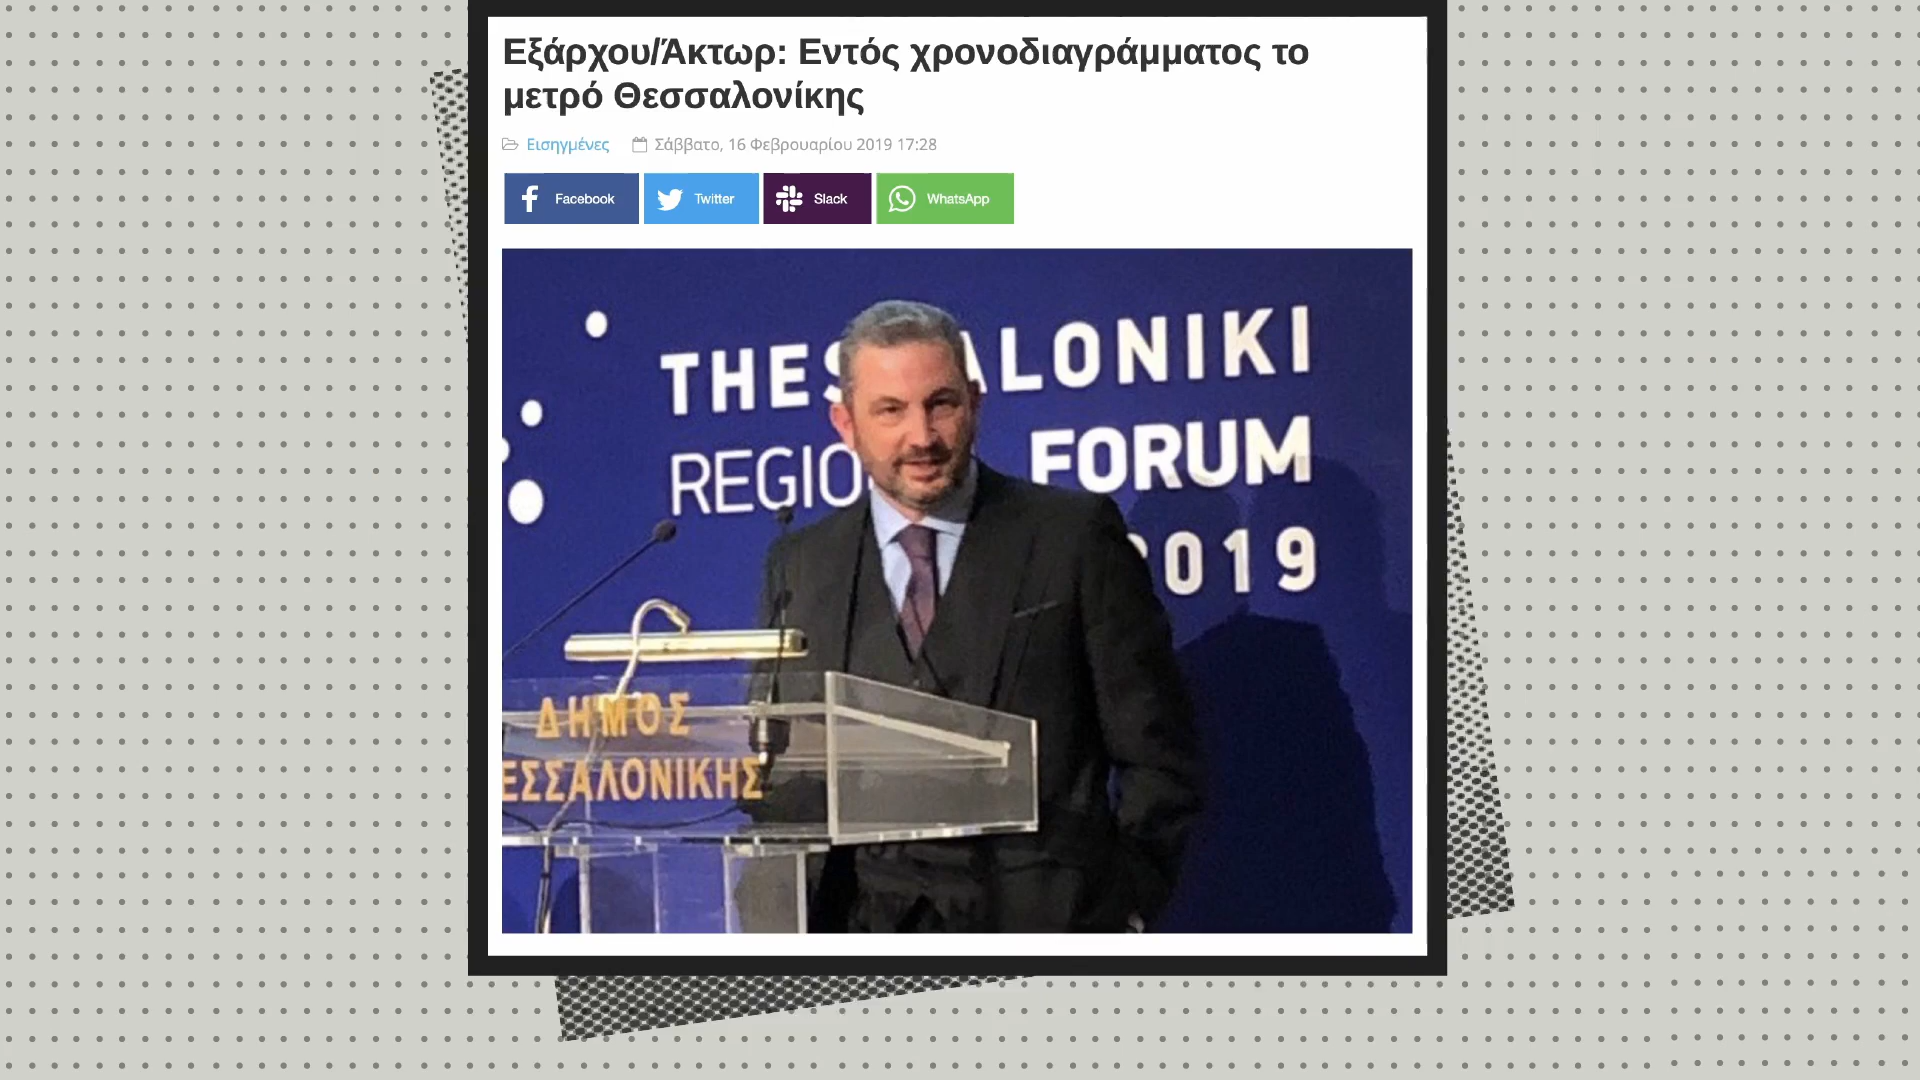 Εξάρχου/Άκτωρ: Εντός χρονοδιαγράμματος το
μετρό Θεσσαλονίκης
Εισηγμένες Σάββατο, 16 Φεβρουαρίου 2019 17:28
Facebook Twitter Slack WhatsApp
THES ALONIKI
REGIO FORUM
2019
ΔΗΜΟΣ
ΕΣΣΑΛΟΝΙΚΗΣ